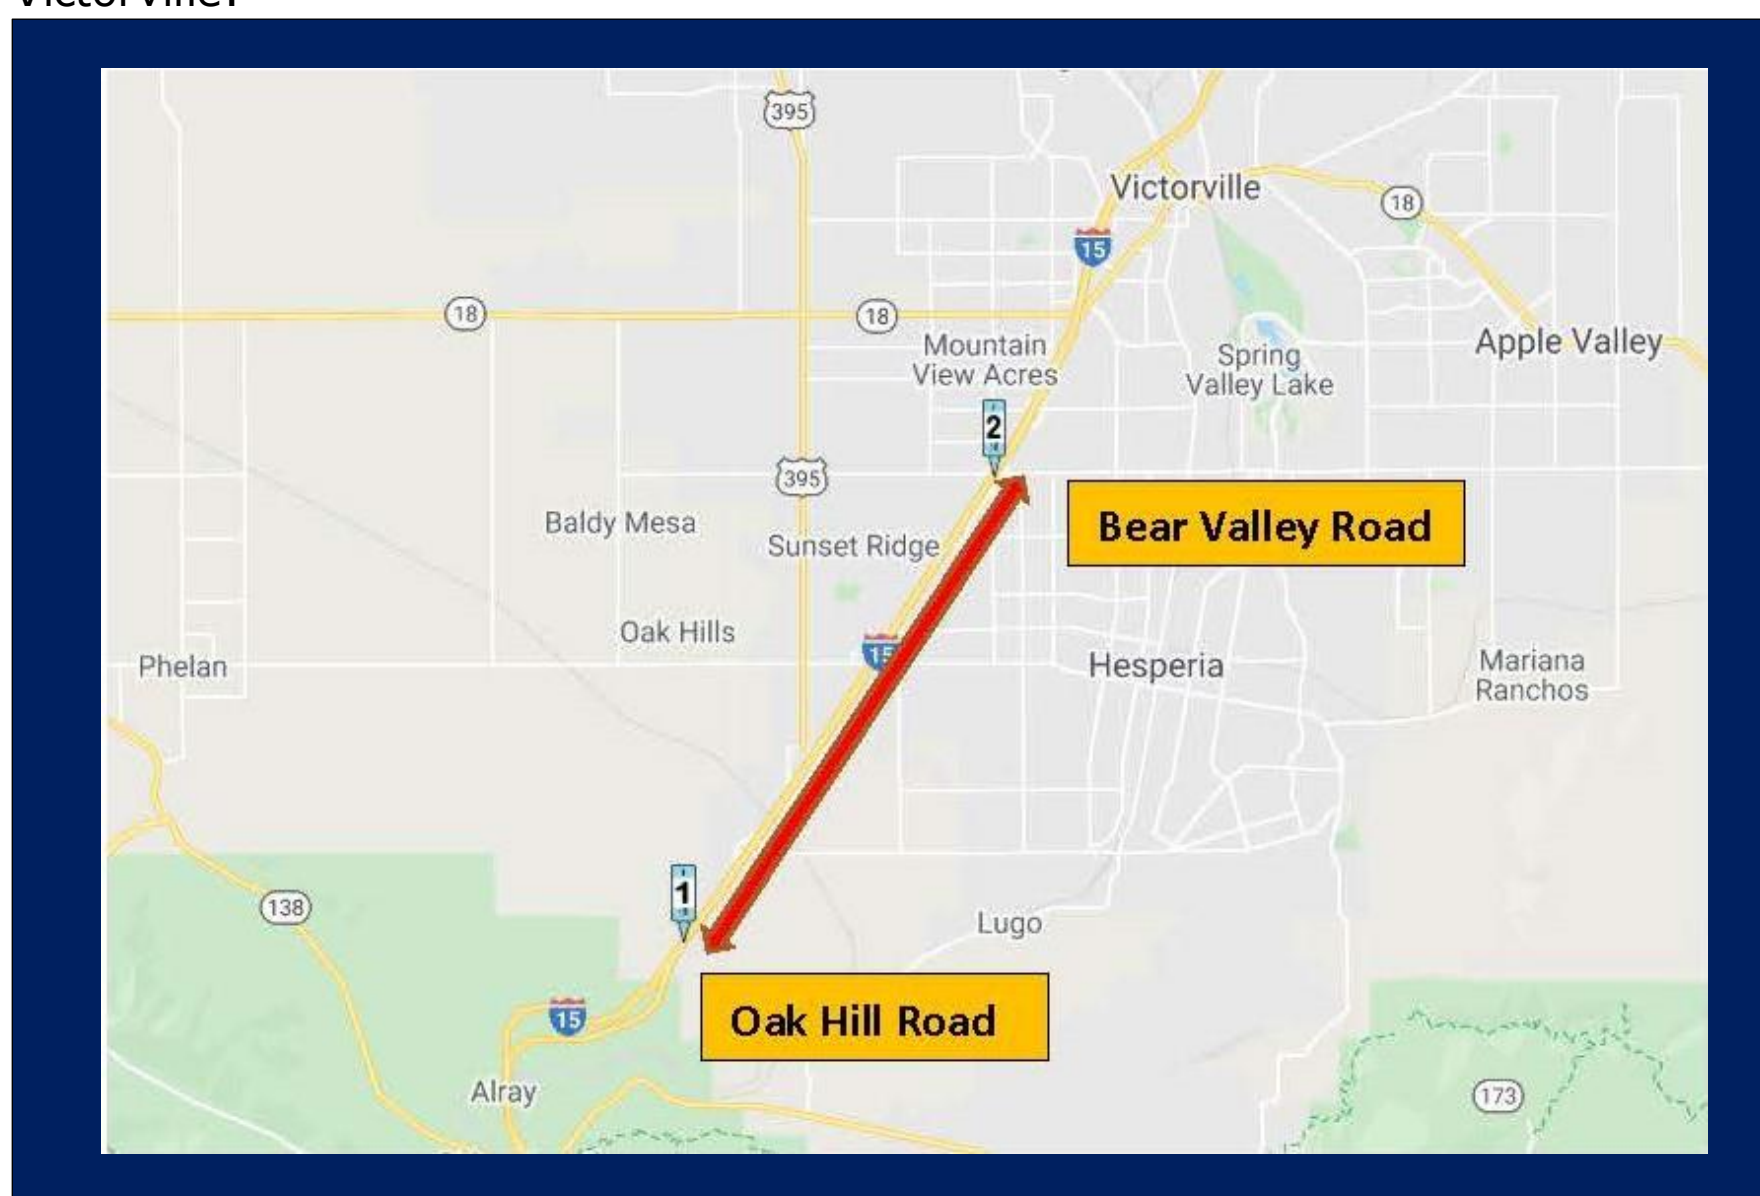 Victorville.
395
Victorville
18
15
18
18
Mountain
View Acres
Spring
Valley Lake
Apple Valley
2
395
Bear Valley Road
Baldy Mesa
Sunset Ridge
Oak Hills
15
Phelan
Hesperia
Mariana
Ranchos
1
138
Lugo
15
Oak Hill Road
Alray
173